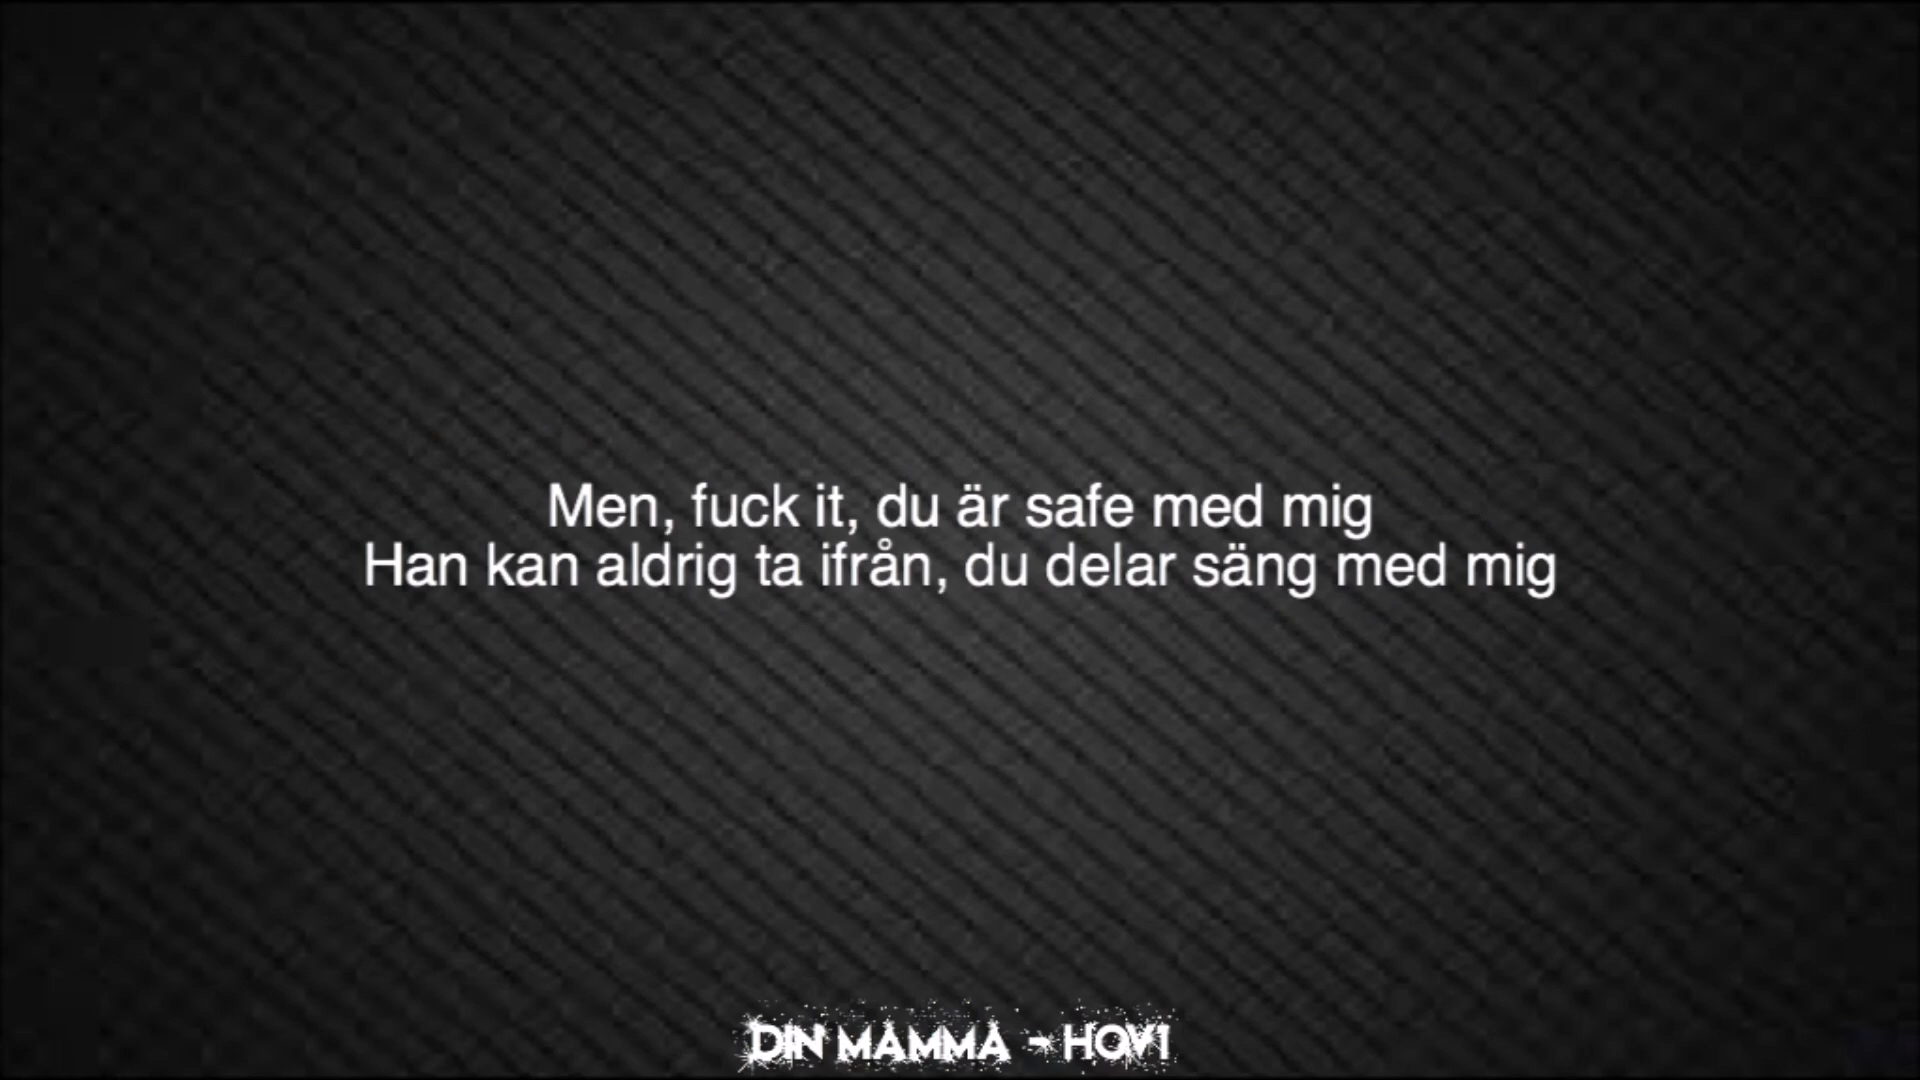 Men, fuck it, du är safe med mig
Han kan aldrig ta ifrån, du delar säng med mig
DIN MAMMA - HOV1